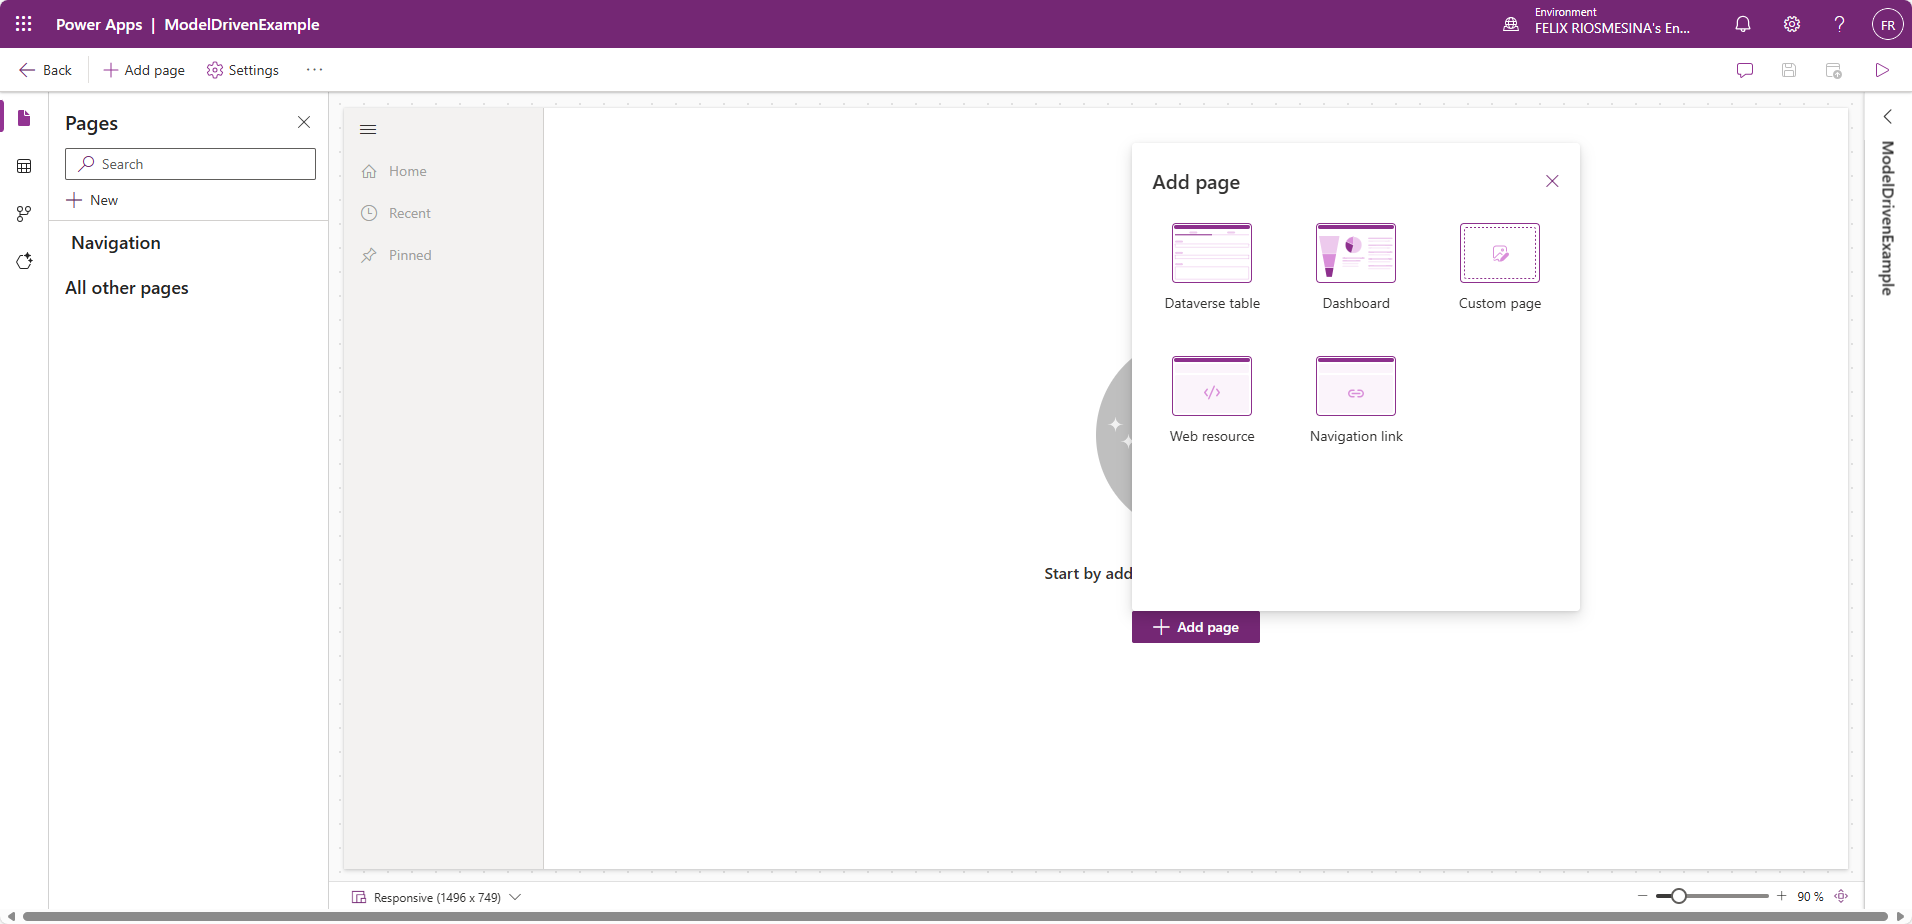 Power Apps | ModelDrivenExample
Environment
FELIX RIOSMESINA's En...
FR
Back
Add page
Settings
Pages
Search
New
Navigation
All other pages
Home
Recent
Pinned
Start by add
Add page
Dataverse table
Dashboard
Custom page
Web resource
Navigation link
Add page
ModelDrivenExample
Responsive (1496 x 749)
90 %